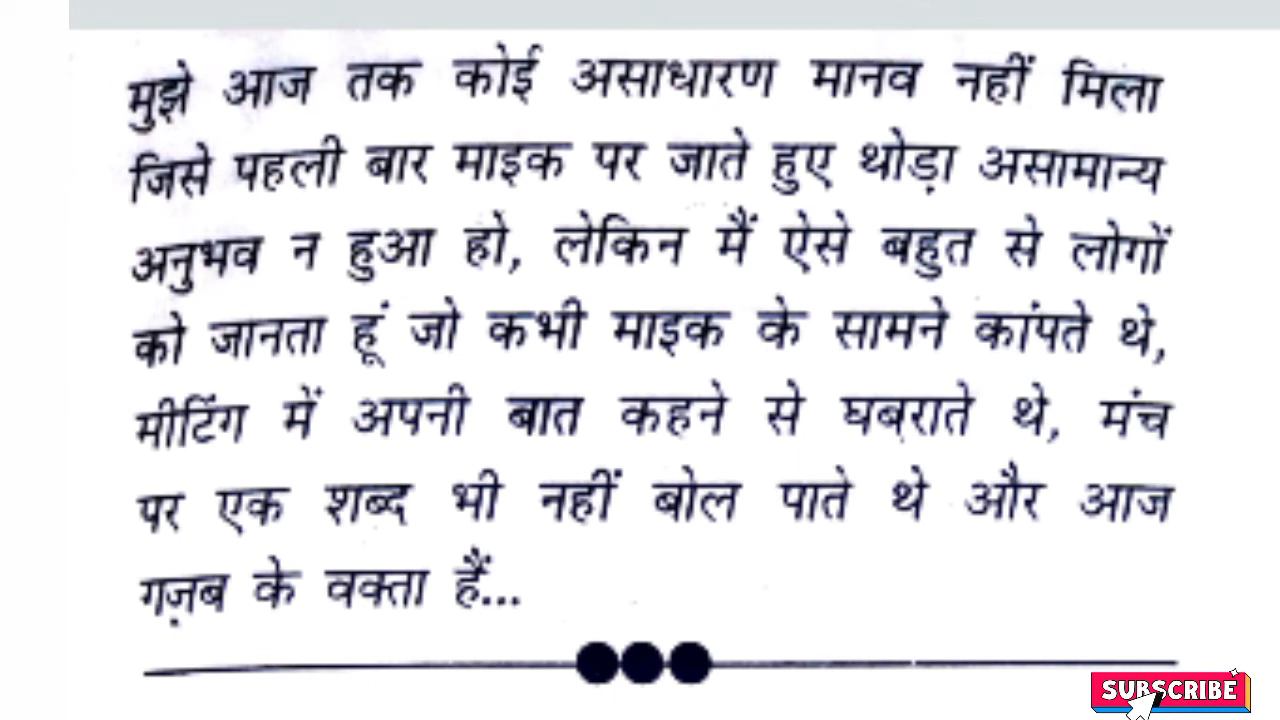 मुझे आज तक कोई असाधारण मानव नहीं मिला
जिसे पहली बार माइक पर जाते हुए थोड़ा असामान्य
अनुभव न हुआ हो, लेकिन मैं ऐसे बहुत से लोगों
को जानता हूं जो कभी माइक के सामने कांपते थे,
मीटिंग में अपनी बात कहने से घबराते थे, मंच
पर एक शब्द भी नहीं बोल पाते थे और आज
गज़ब के वक्ता हैं...
SUBSCRIBE